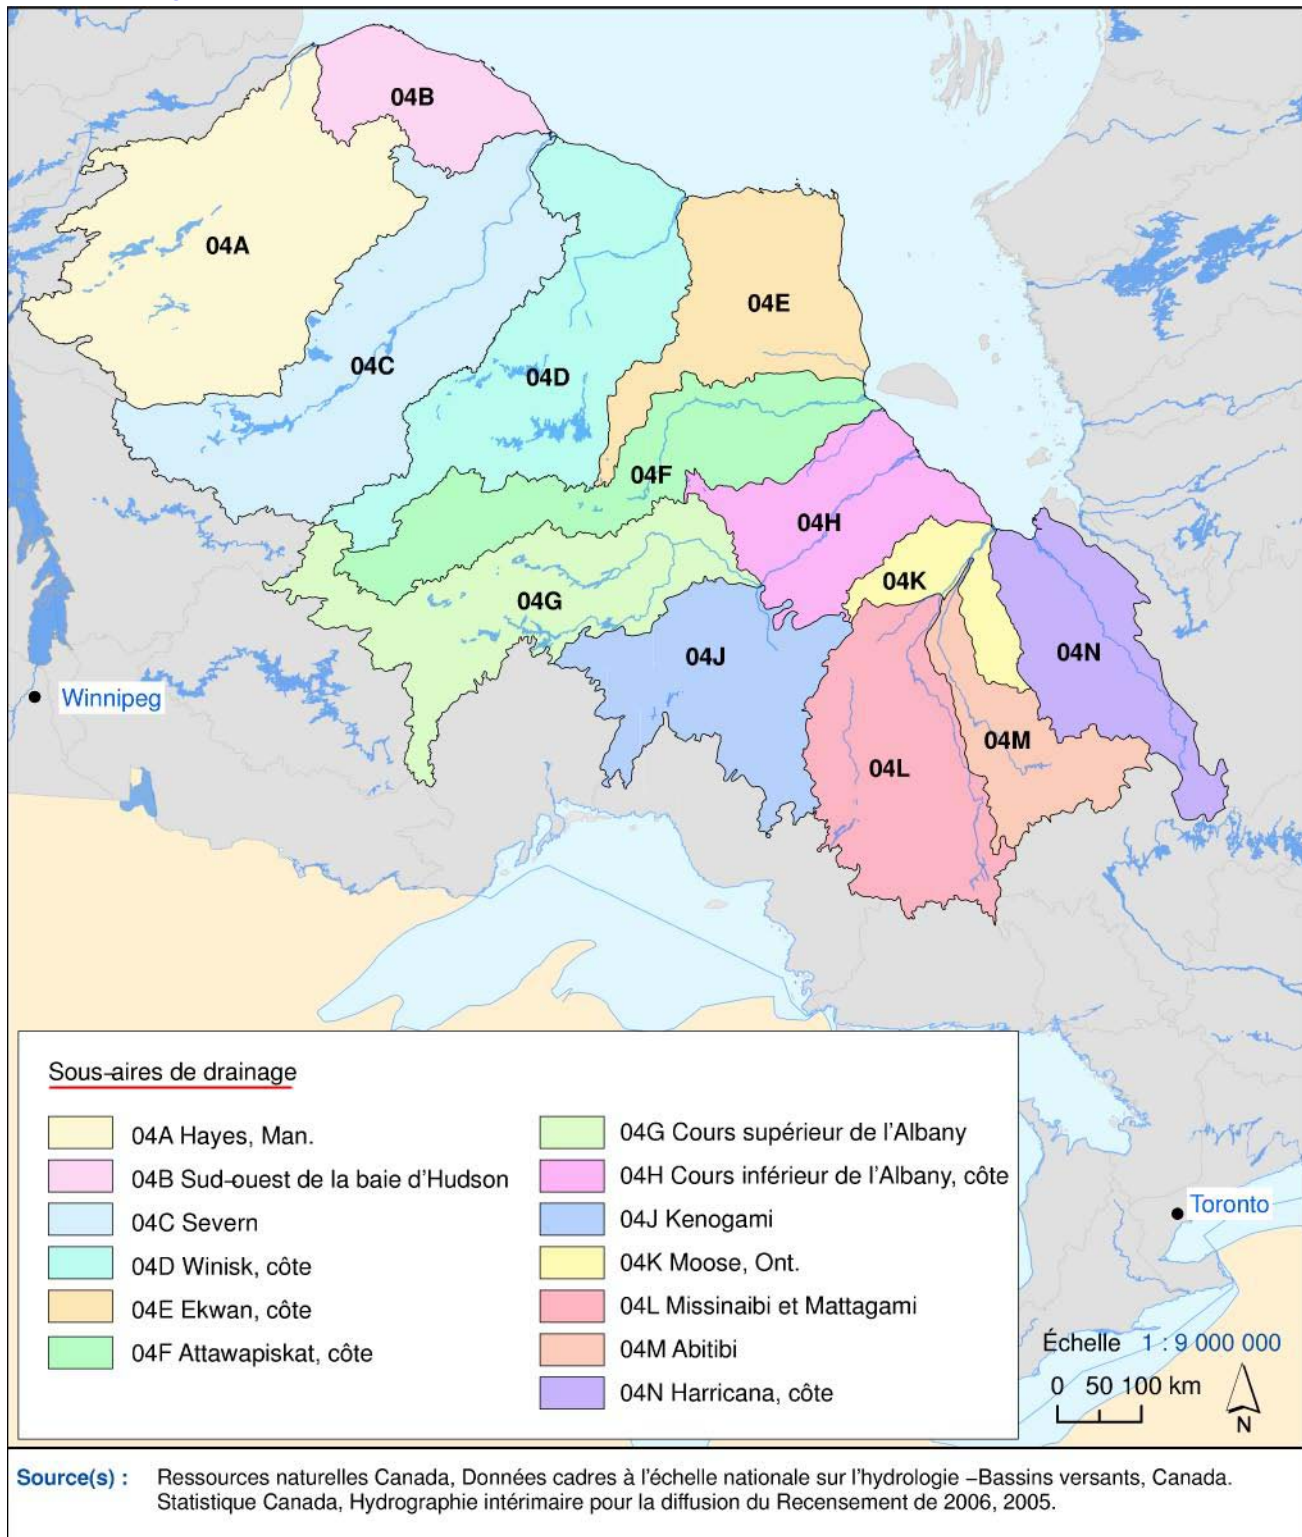 04B
04A
04E
04C
04D
04F
04H
04K
04G
04J
04N
Winnipeg
04M
04L
Sous-aires de drainage
04A Hayes, Man.
04B Sud-ouest de la baie d'Hudson
04C Severn
04D Winisk, côte
04E Ekwan, côte
04F Attawapiskat, côte
04G Cours supérieur de l'Albany
04H Cours inférieur de l'Albany, côte
04J Kenogami
04K Moose, Ont.
04L Missinaibi et Mattagami
04M Abitibi
04N Harricana, côte
Toronto
Échelle 1 : 9 000 000
0 50 100 km
N
Source(s) : Ressources naturelles Canada, Données cadres à l'échelle nationale sur l'hydrologie –Bassins versants, Canada.
Statistique Canada, Hydrographie intérimaire pour la diffusion du Recensement de 2006, 2005.